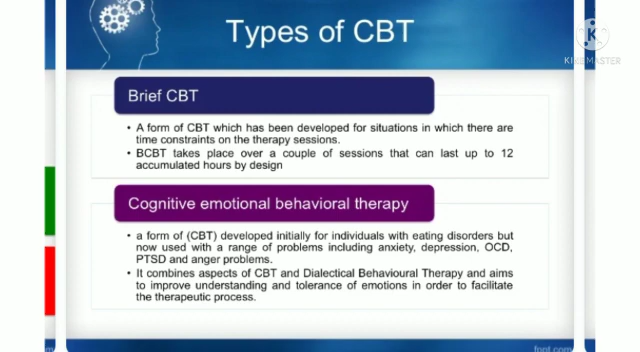 Types of CBT
KINEMASTER
Brief CBT
• A form of CBT which has been developed for situations in which there are
time constraints on the therapy sessions.
• BCBT takes place over a couple of sessions that can last up to 12
accumulated hours by design
Cognitive emotional behavioral therapy
• a form of (CBT) developed initially for individuals with eating disorders but
now used with a range of problems including anxiety, depression, OCD,
PTSD and anger problems.
• It combines aspects of CBT and Dialectical Behavioural Therapy and aims
to improve understanding and tolerance of emotions in order to facilitate
the therapeutic process.